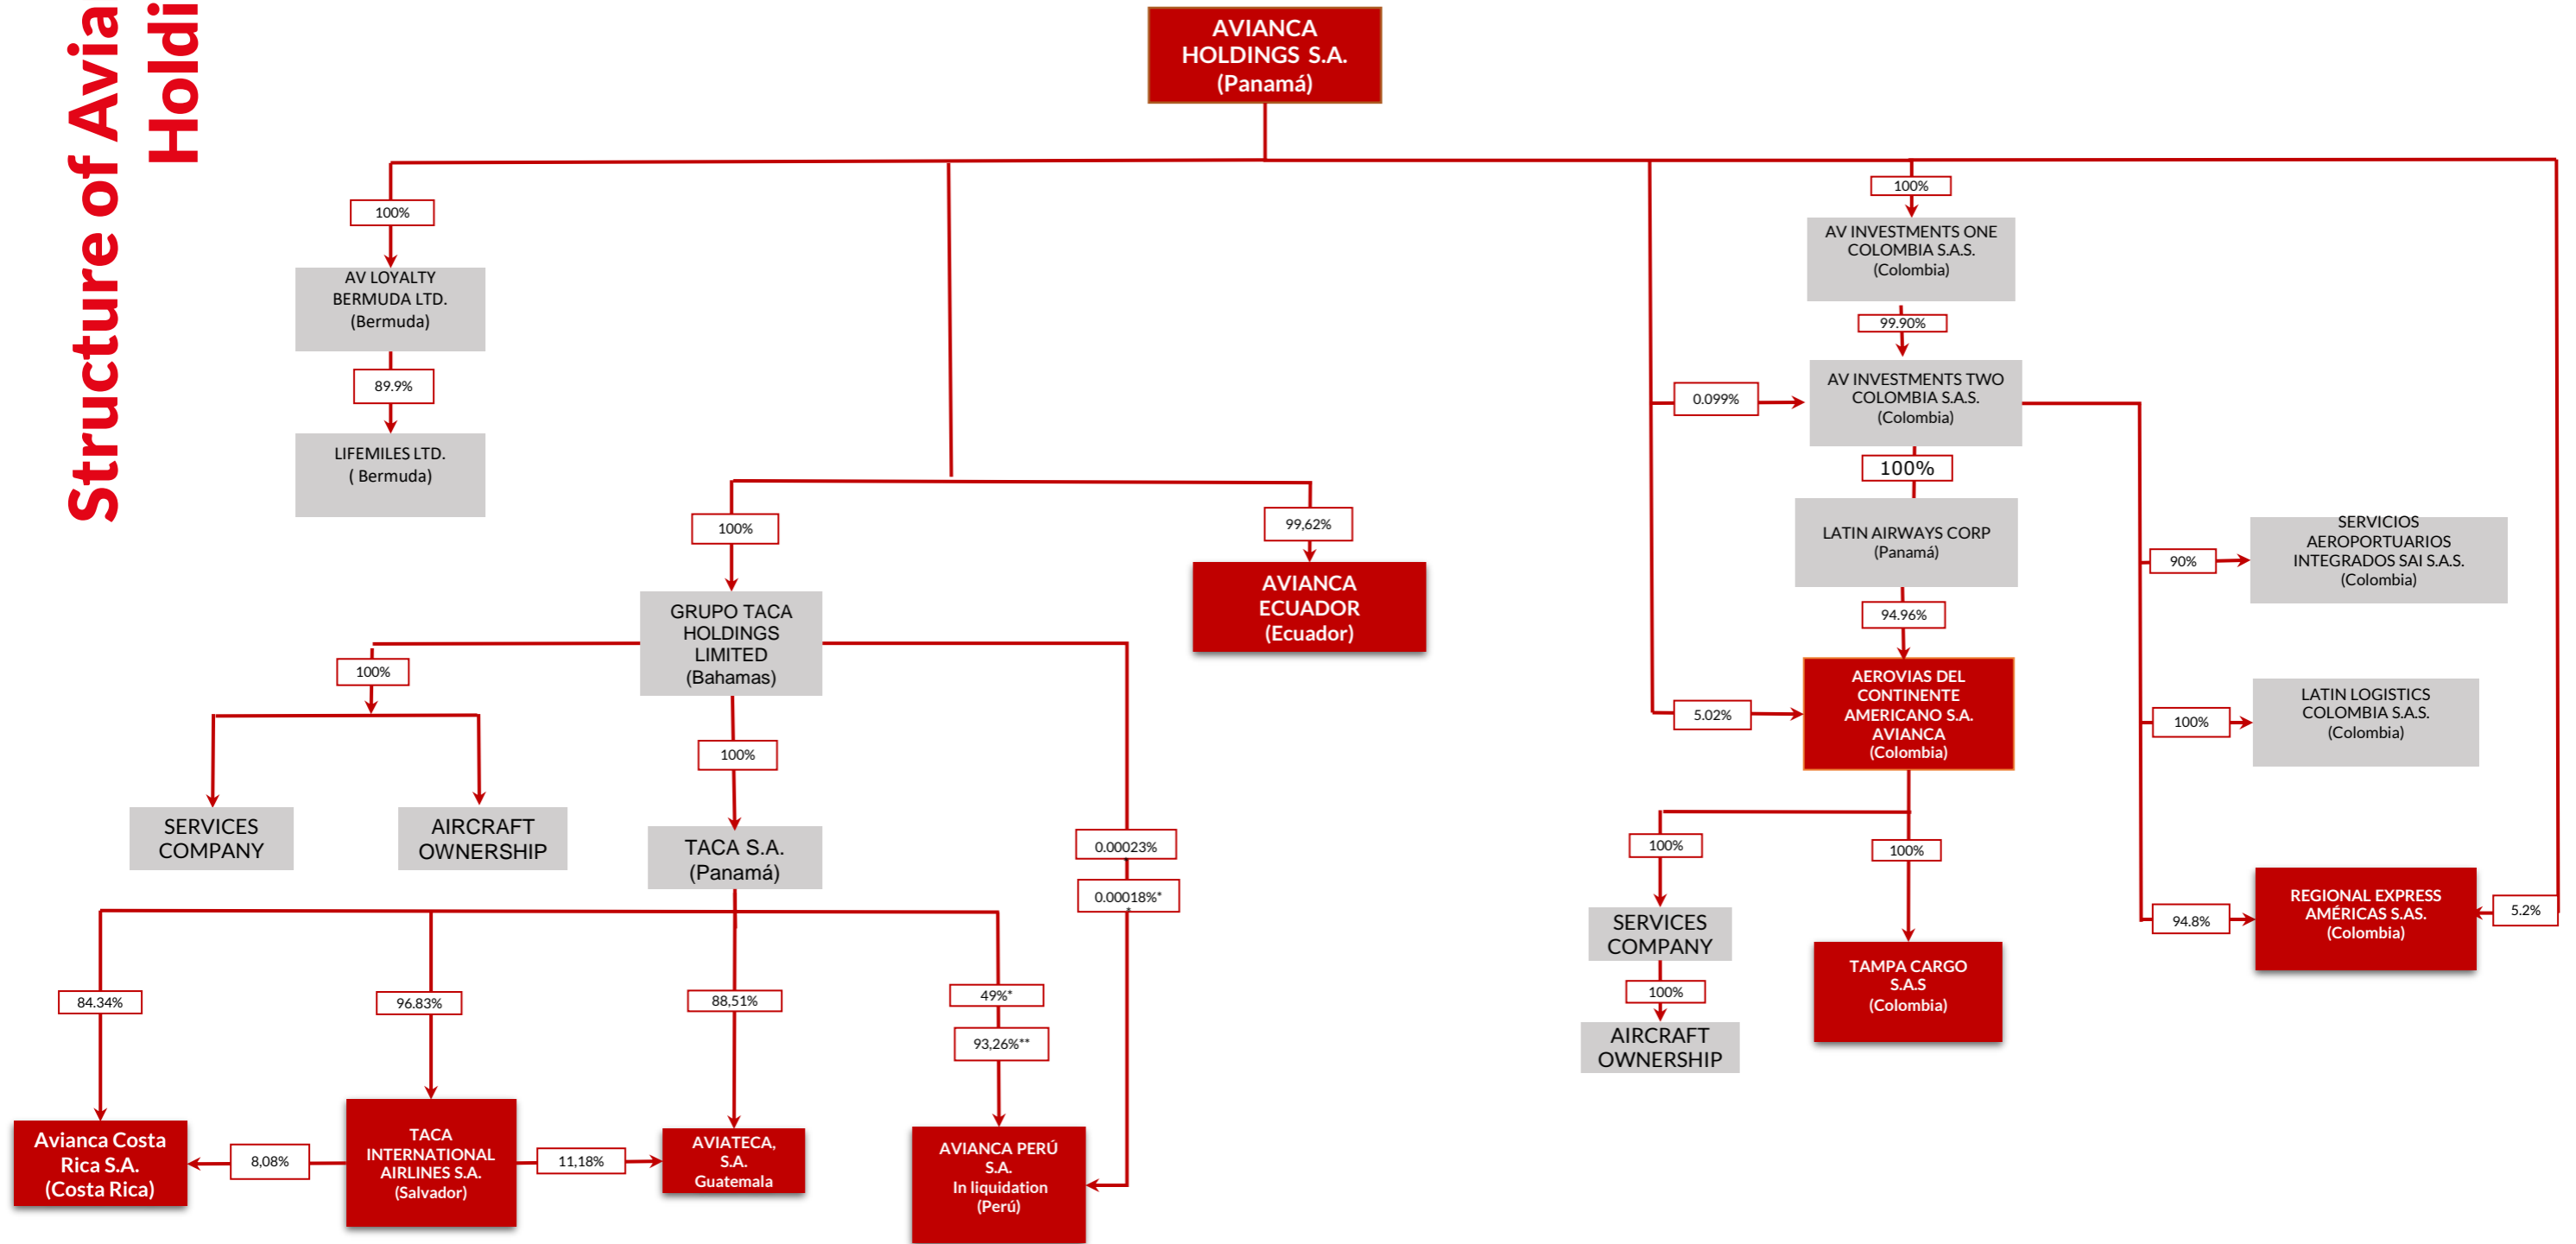 Structure of Avia
Holdi
AVIANCA
HOLDINGS S.A.
(Panamá)
100%
AV LOYALTY
BERMUDA LTD.
(Bermuda)
89.9%
LIFEMILES LTD.
( Bermuda)
100%
99,62%
AVIANCA
ECUADOR
(Ecuador)
GRUPO TACA
HOLDINGS
LIMITED
(Bahamas)
100%
SERVICES
COMPANY
AIRCRAFT
OWNERSHIP
100%
TACA S.A.
(Panamá)
0.00023%
*
0.00018%*
*
84.34%
96.83%
88,51%
49%*
93,26%**
Avianca Costa
Rica S.A.
(Costa Rica)
8,08%
TACA
INTERNATIONAL
AIRLINES S.A.
(Salvador)
11,18%
AVIATECA,
S.A.
Guatemala
AVIANCA PERÚ
S.A.
In liquidation
(Perú)
100%
AV INVESTMENTS ONE
COLOMBIA S.A.S.
(Colombia)
99.90%
0.099%
AV INVESTMENTS TWO
COLOMBIA S.A.S.
(Colombia)
100%
LATIN AIRWAYS CORP
(Panamá)
94.96%
5.02%
AEROVIAS DEL
CONTINENTE
AMERICANO S.A.
AVIANCA
(Colombia)
100%
SERVICES
COMPANY
100%
AIRCRAFT
OWNERSHIP
100%
TAMPA CARGO
S.A.S
(Colombia)
90%
SERVICIOS
AEROPORTUARIOS
INTEGRADOS SAI S.A.S.
(Colombia)
100%
LATIN LOGISTICS
COLOMBIA S.A.S.
(Colombia)
94.8%
REGIONAL EXPRESS
AMÉRICAS S.AS.
(Colombia)
5.2%